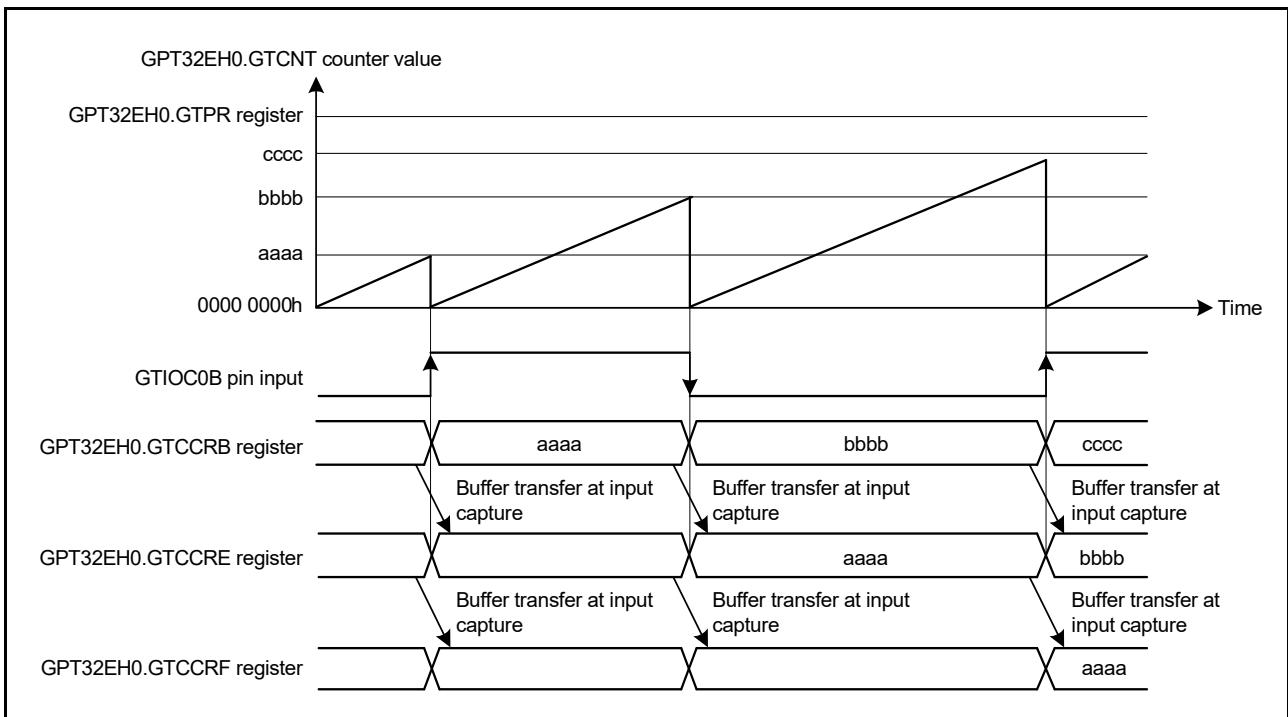 GPT32EH0.GTCNT counter value
GPT32EH0.GTPR register
cccc
bbbb
aaaa
0000 0000h
Time
GTIOC0B pin input
GPT32EH0.GTCCRB register
aaaa
bbbb
cccc
Buffer transfer at input
capture
Buffer transfer at input
capture
Buffer transfer at
input capture
GPT32EH0.GTCCRE register
aaaa
bbbb
Buffer transfer at input
capture
Buffer transfer at input
capture
Buffer transfer at
input capture
GPT32EH0.GTCCRF register
aaaa